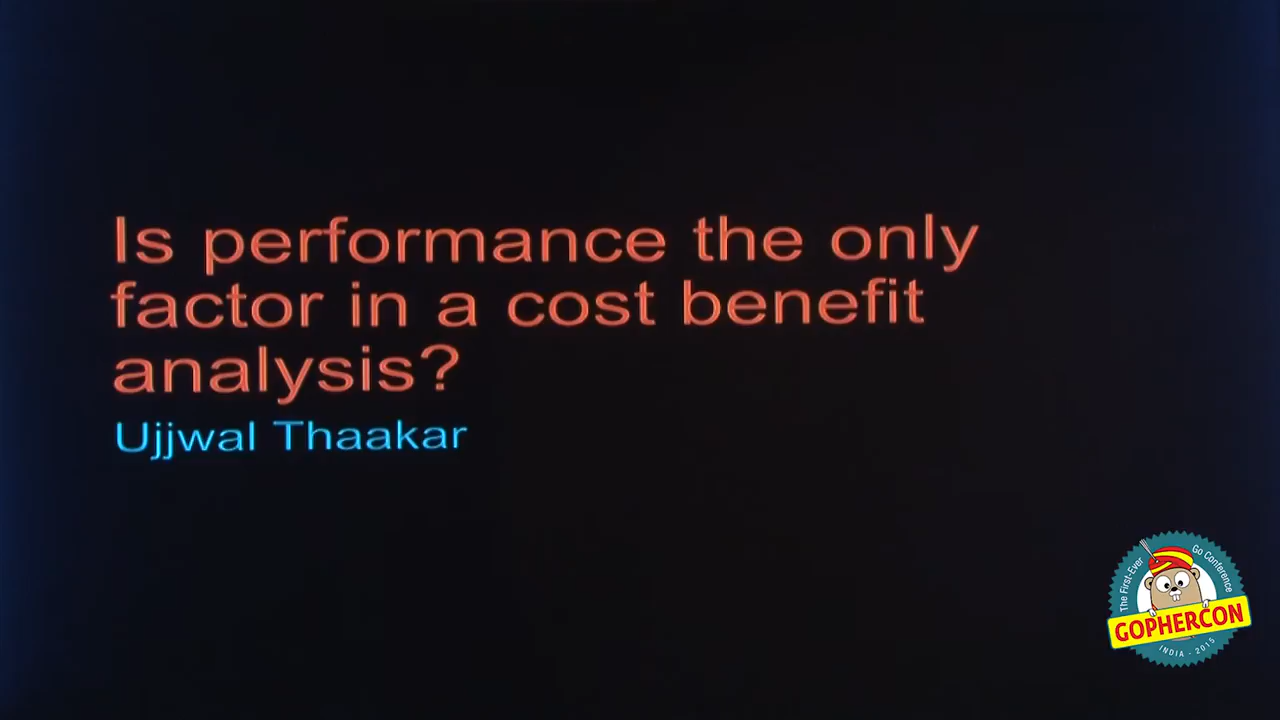 Is performance the only
factor in a cost benefit
analysis?
Ujjwal Thaakar
The First-Ever
Go Conference
GOPHERCON
INDIA - 2015